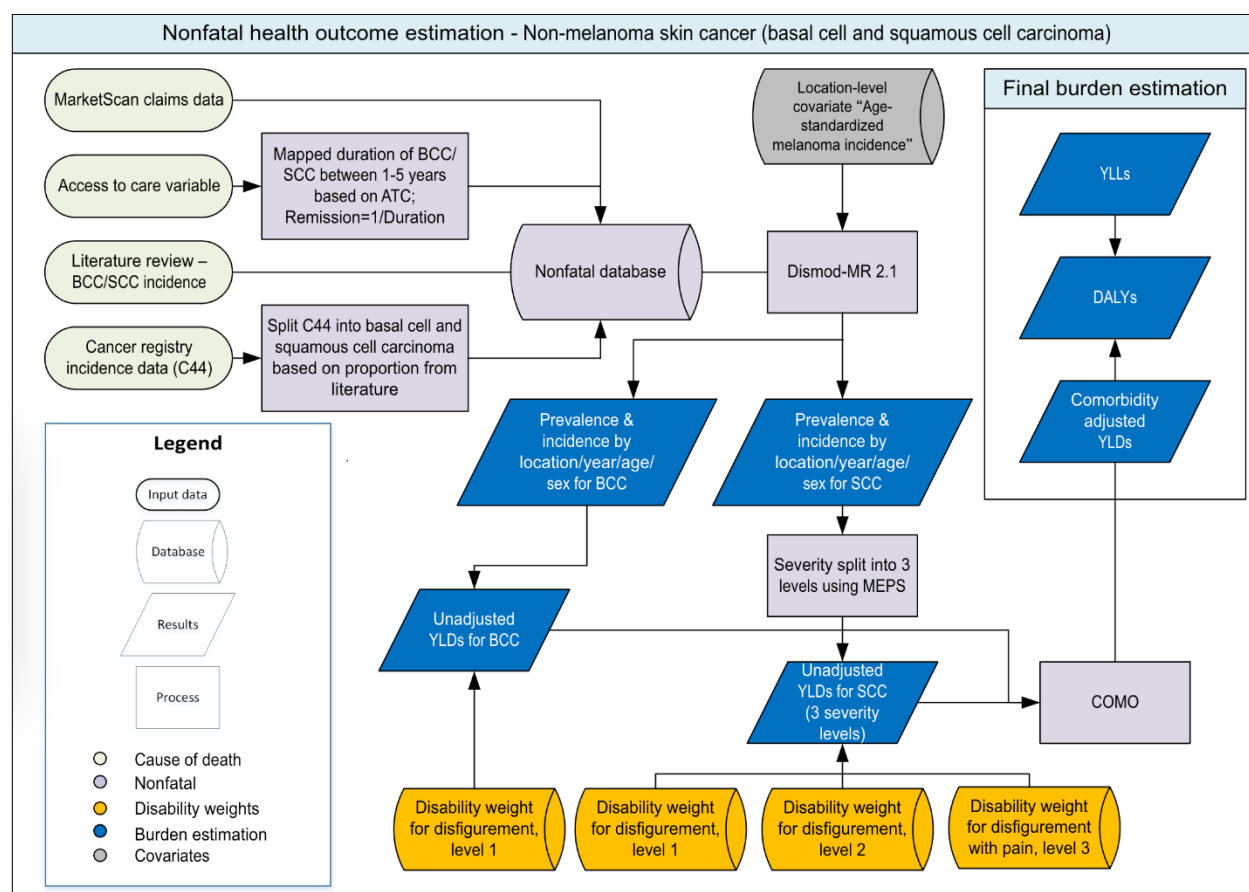 Nonfatal health outcome estimation - Non-melanoma skin cancer (basal cell and squamous cell carcinoma)
MarketScan claims data
Access to care variable
Mapped duration of BCC/
SCC between 1-5 years
based on ATC;
Remission=1/Duration
Literature review –
BCC/SCC incidence
Cancer registry
incidence data (C44)
Split C44 into basal cell and
squamous cell carcinoma
based on proportion from
literature
Nonfatal database
Location-level
covariate “Age-
standardized
melanoma incidence”
Dismod-MR 2.1
Prevalence &
incidence by
location/year/age/
sex for BCC
Prevalence &
incidence by
location/year/age/
sex for SCC
Severity split into 3
levels using MEPS
Unadjusted
YLDs for BCC
Unadjusted
YLDs for SCC
(3 severity
levels)
COMO
Disability weight
for disfigurement,
level 1
Disability weight
for disfigurement,
level 1
Disability weight
for disfigurement,
level 2
Disability weight
for disfigurement
with pain, level 3
Final burden estimation
YLLs
DALYs
Comorbidity
adjusted
YLDs
Legend
Input data
Database
Results
Process
Cause of death
Nonfatal
Disability weights
Burden estimation
Covariates